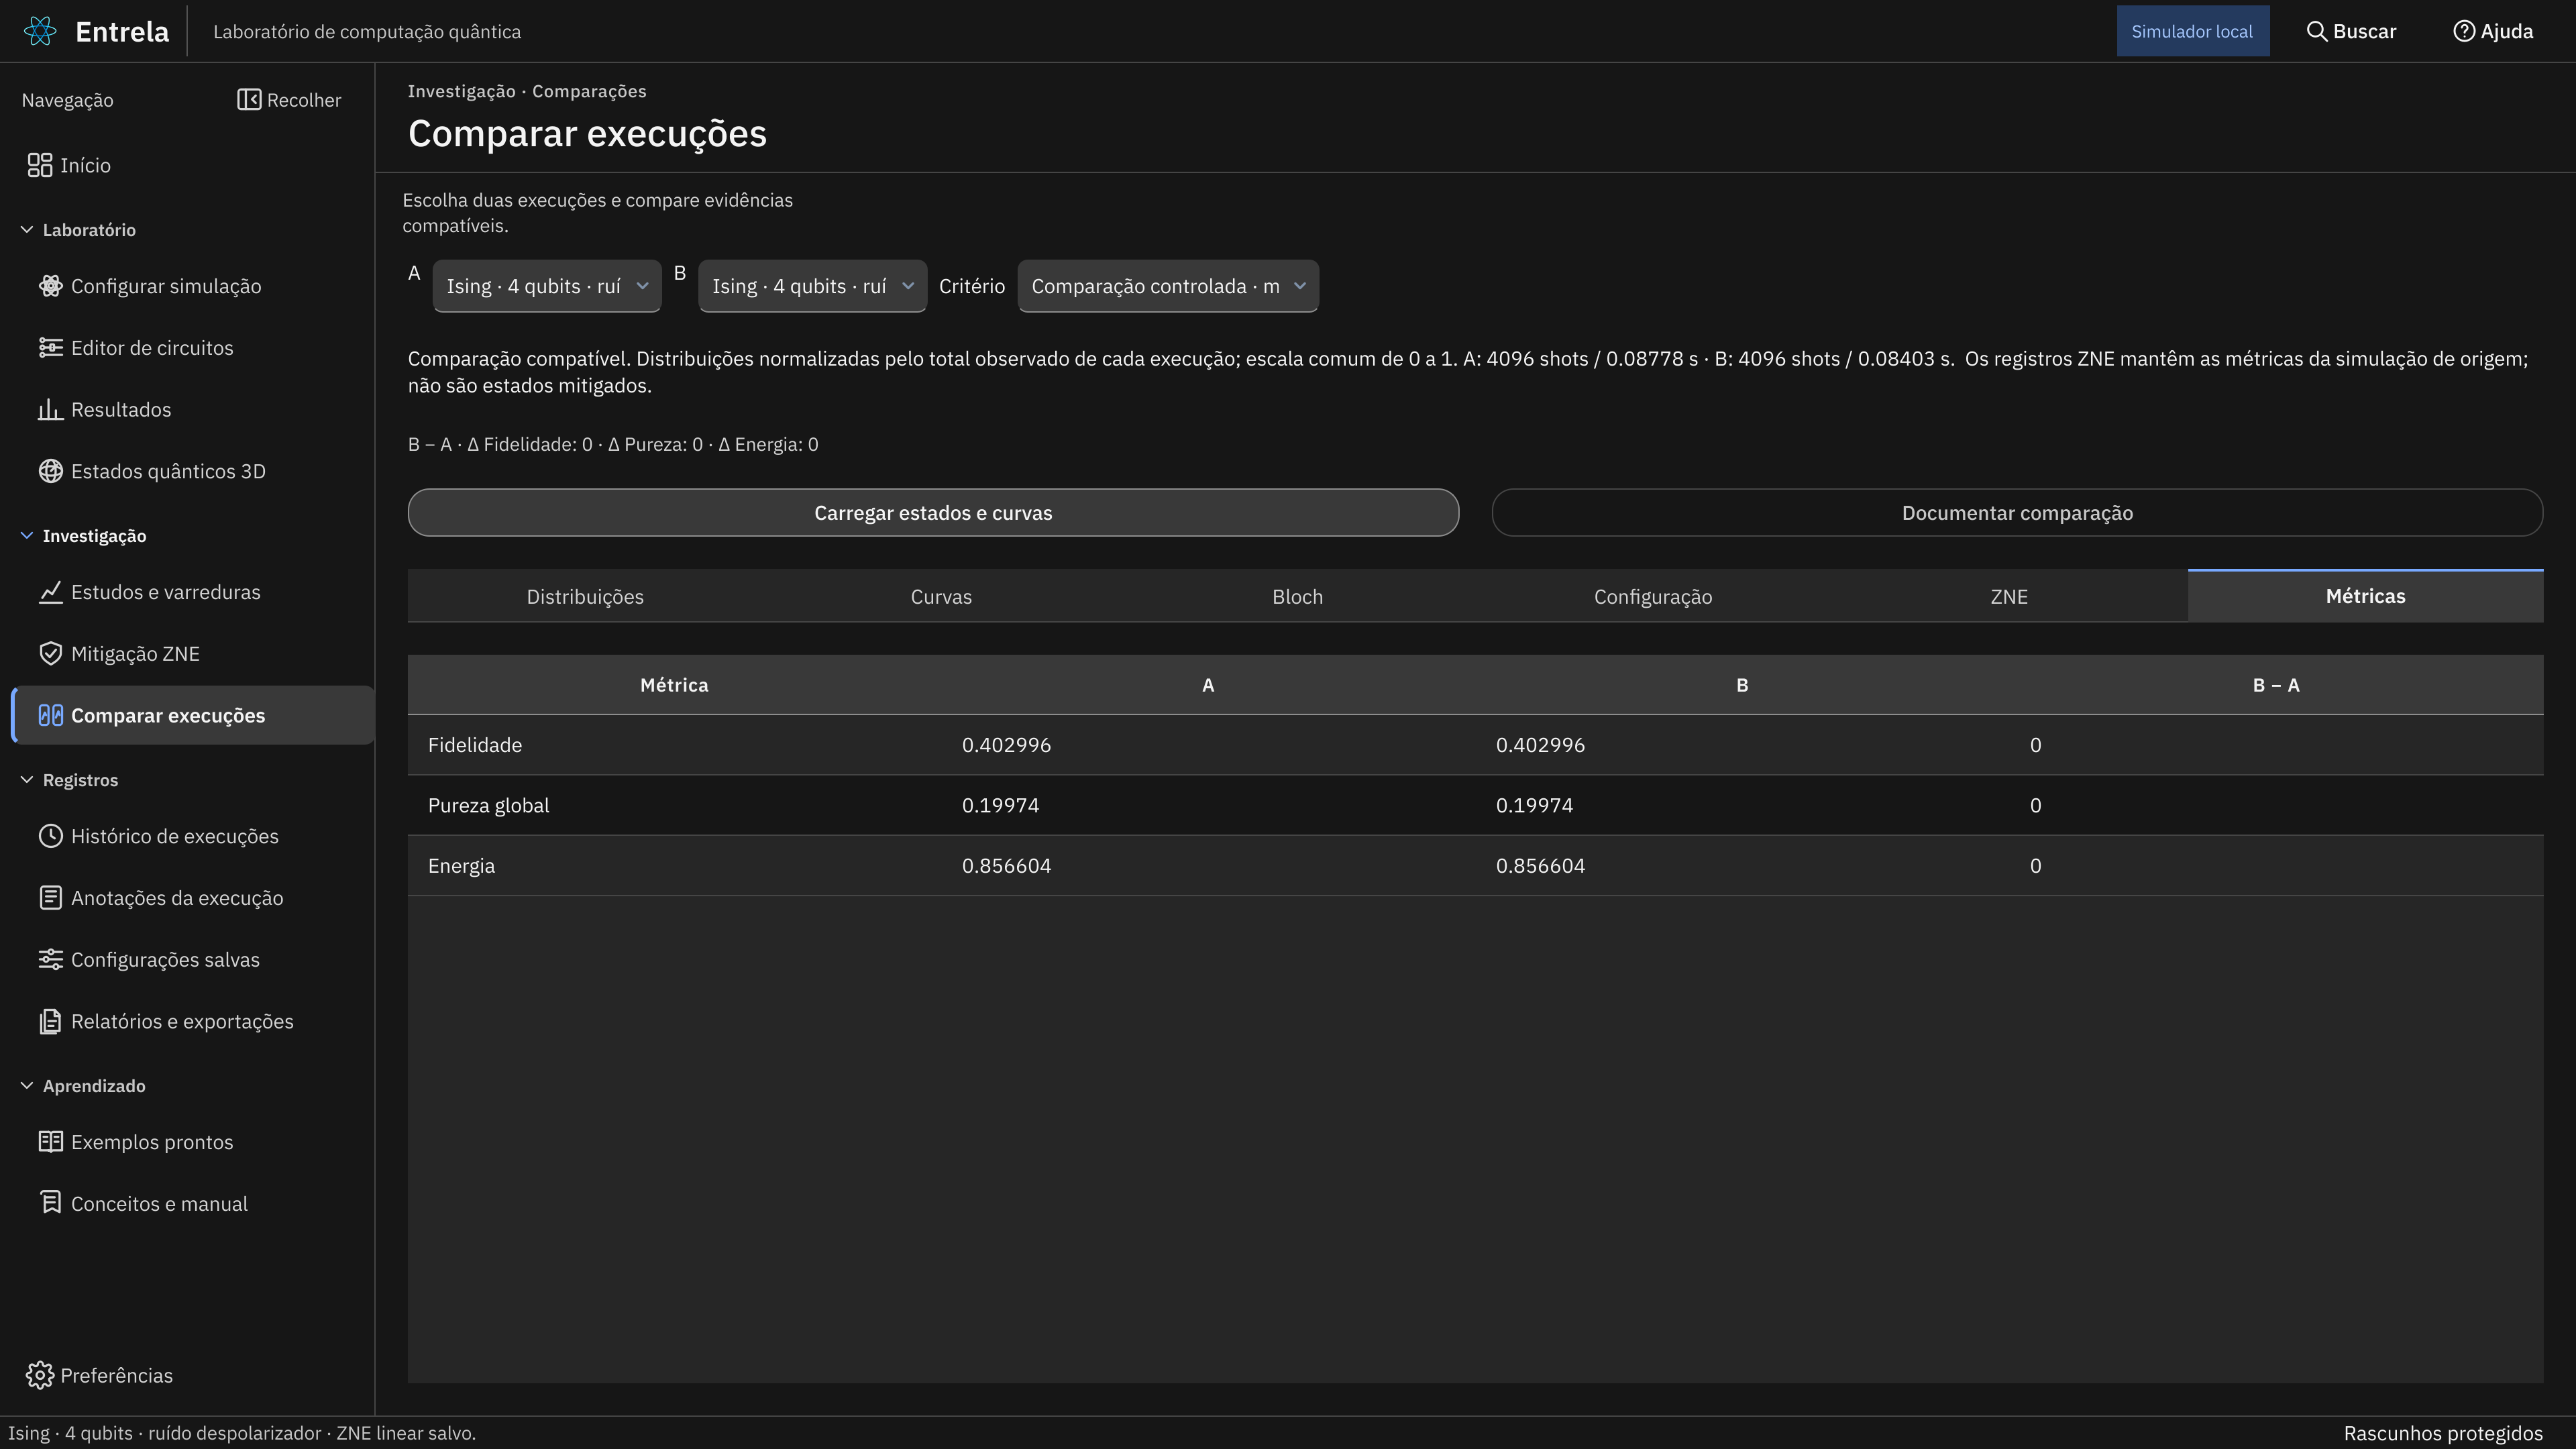 Entrela
Laboratório de computação quântica
Simulador local
Buscar
Ajuda
Navegação
Recolher
Início
Laboratório
Configurar simulação
Editor de circuitos
Resultados
Estados quânticos 3D
Investigação
Estudos e varreduras
Mitigação ZNE
Comparar execuções
Registros
Histórico de execuções
Anotações da execução
Configurações salvas
Relatórios e exportações
Aprendizado
Exemplos prontos
Conceitos e manual
Preferências
Investigação · Comparações
Comparar execuções
Escolha duas execuções e compare evidências
compatíveis.
A
Ising · 4 qubits · ruí
B
Ising · 4 qubits · ruí
Critério
Comparação controlada · m
Comparação compatível. Distribuições normalizadas pelo total observado de cada execução; escala comum de 0 a 1. A: 4096 shots / 0.08778 s · B: 4096 shots / 0.08403 s.  Os registros ZNE mantêm as métricas da simulação de origem;
não são estados mitigados.
B – A · Δ Fidelidade: 0 · Δ Pureza: 0 · Δ Energia: 0
Carregar estados e curvas
Documentar comparação
Distribuições
Curvas
Bloch
Configuração
ZNE
Métricas
Métrica A B B – A
Fidelidade 0.402996 0.402996 0
Pureza global 0.19974 0.19974 0
Energia 0.856604 0.856604 0
Ising · 4 qubits · ruído despolarizador · ZNE linear salvo.
Rascunhos protegidos